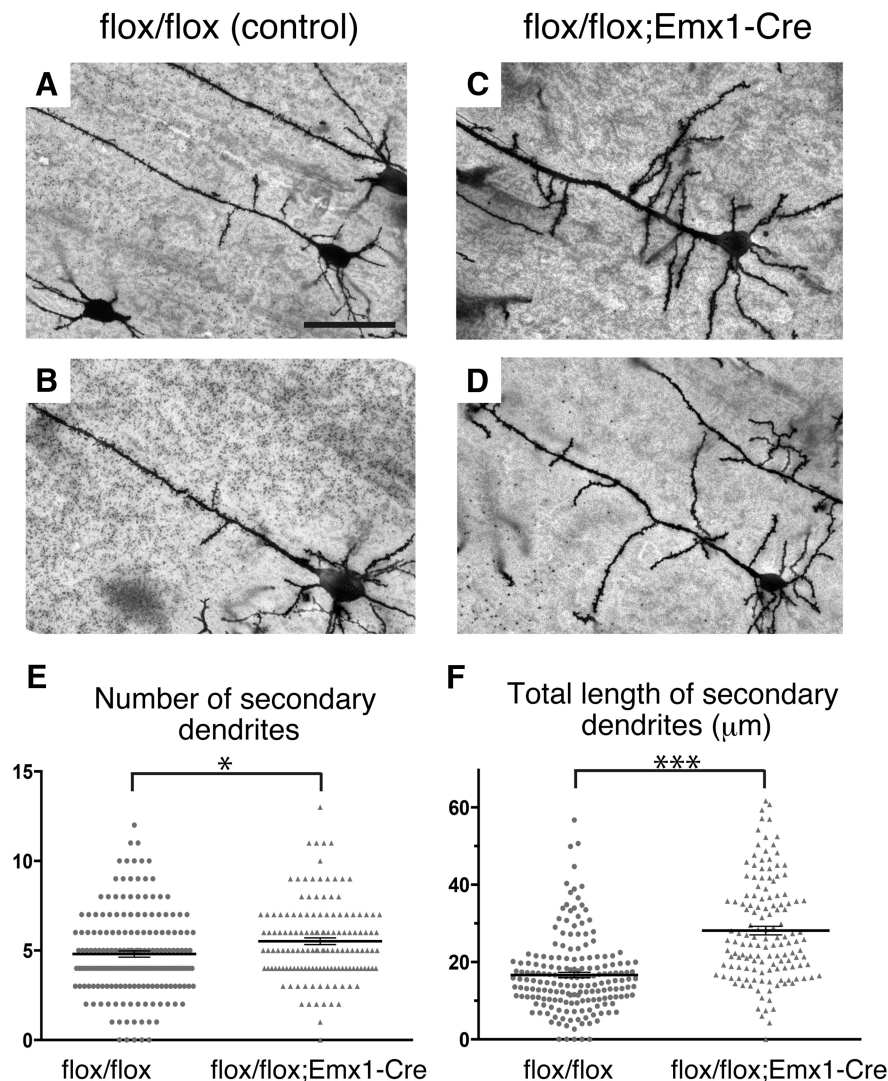 flox/flox (control)
flox/flox;Emx1-Cre
A
C
B
D
E
Number of secondary
dendrites
*
15
10
5
0
flox/flox
flox/flox;Emx1-Cre
F
Total length of secondary
dendrites (μm)
***
60
40
20
0
flox/flox
flox/flox;Emx1-Cre